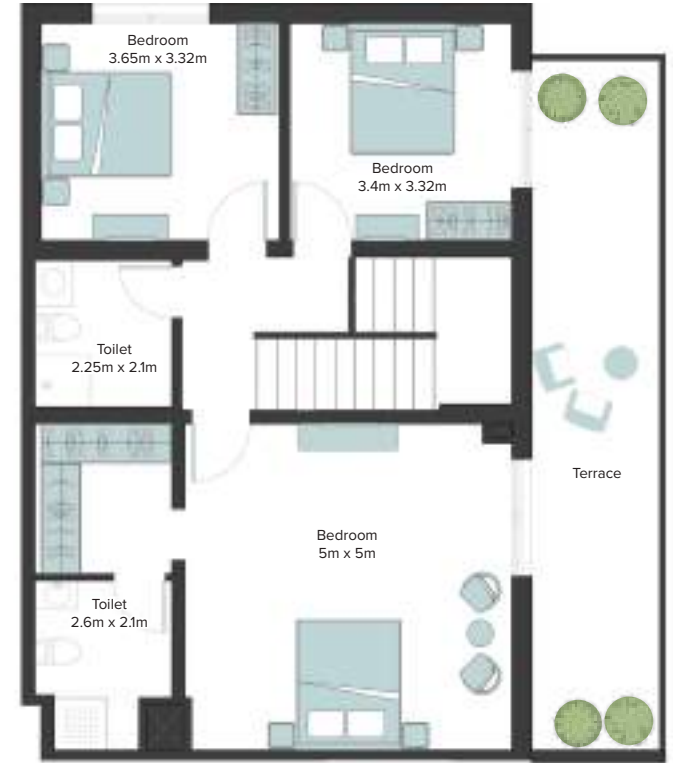 Bedroom
3.65m x 3.32m
Bedroom
3.4m x 3.32m
Toilet
2.25m x 2.1m
Terrace
Bedroom
5m x 5m
Toilet
2.6m x 2.1m